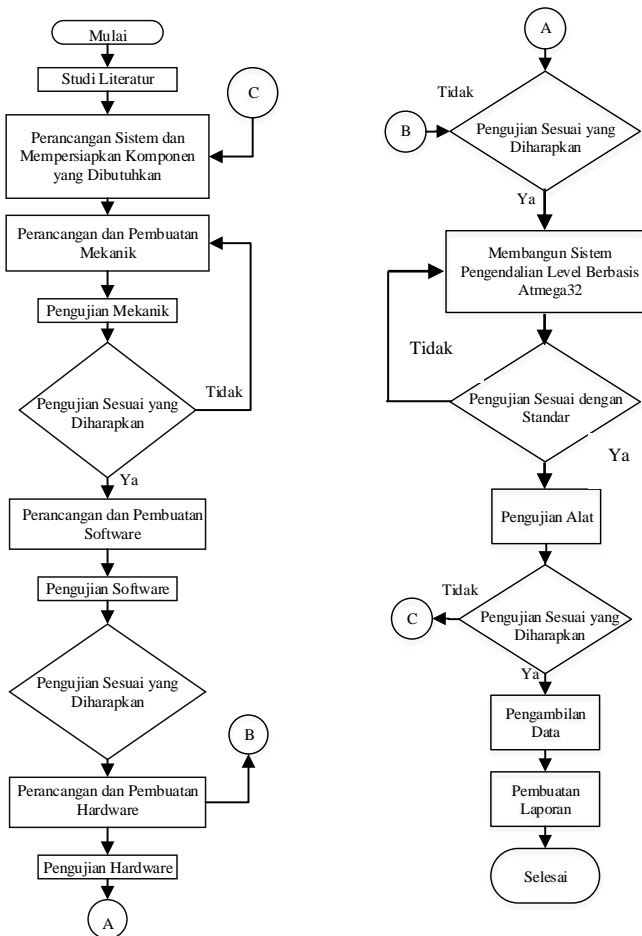 Mulai
Studi Literatur
C
Perancangan Sistem dan
Mempersiapkan Komponen
yang Dibutuhkan
Perancangan dan Pembuatan
Mekanik
Pengujian Mekanik
Pengujian Sesuai yang
Diharapkan
Tidak
Ya
Perancangan dan Pembuatan
Software
Pengujian Software
Pengujian Sesuai yang
Diharapkan
B
Perancangan dan Pembuatan
Hardware
Pengujian Hardware
A
A
Tidak
B
Pengujian Sesuai yang
Diharapkan
Ya
Membangun Sistem
Pengendalian Level Berbasis
Atmega32
Tidak
Pengujian Sesuai dengan
Standar
Ya
Pengujian Alat
Tidak
C
Pengujian Sesuai yang
Diharapkan
Ya
Pengambilan
Data
Pembuatan
Laporan
Selesai